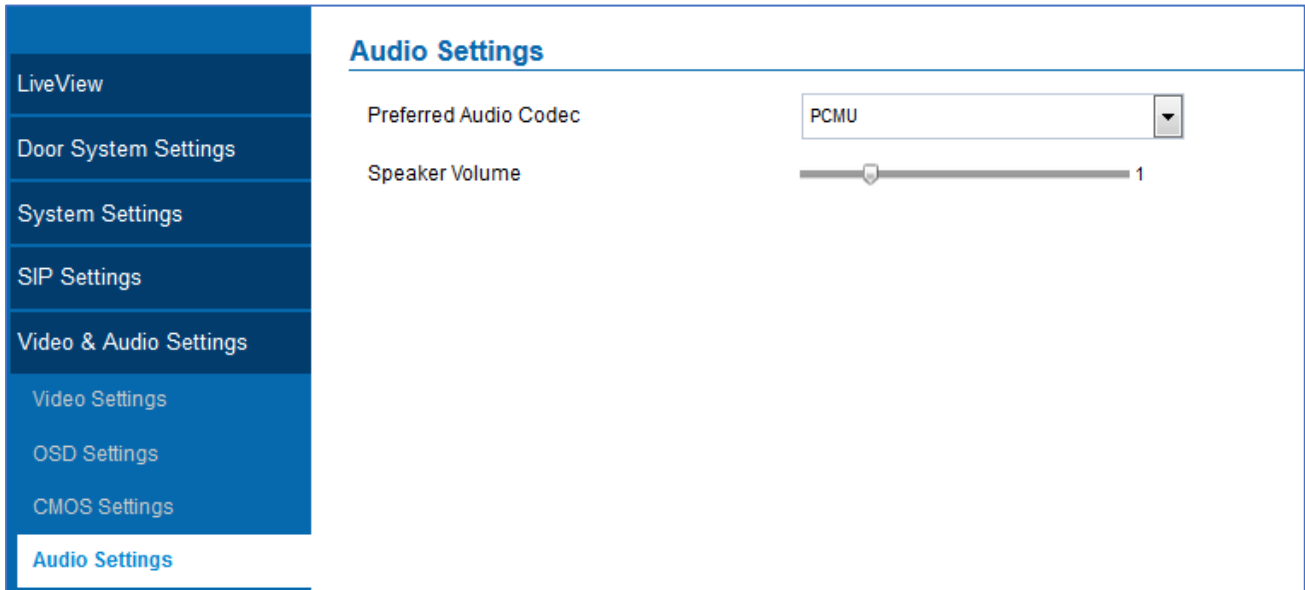 LiveView
Door System Settings
System Settings
SIP Settings
Video & Audio Settings
Video Settings
OSD Settings
CMOS Settings
Audio Settings
Audio Settings
Preferred Audio Codec PCMU
Speaker Volume 1